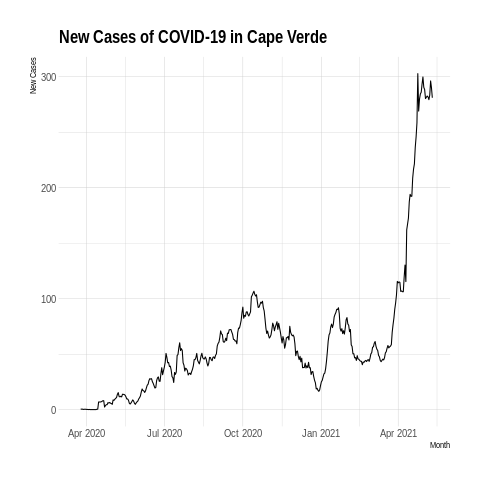 New Cases of COVID-19 in Cape Verde
New Cases
300
200
100
0
Apr 2020 Jul 2020 Oct 2020 Jan 2021 Apr 2021
Month